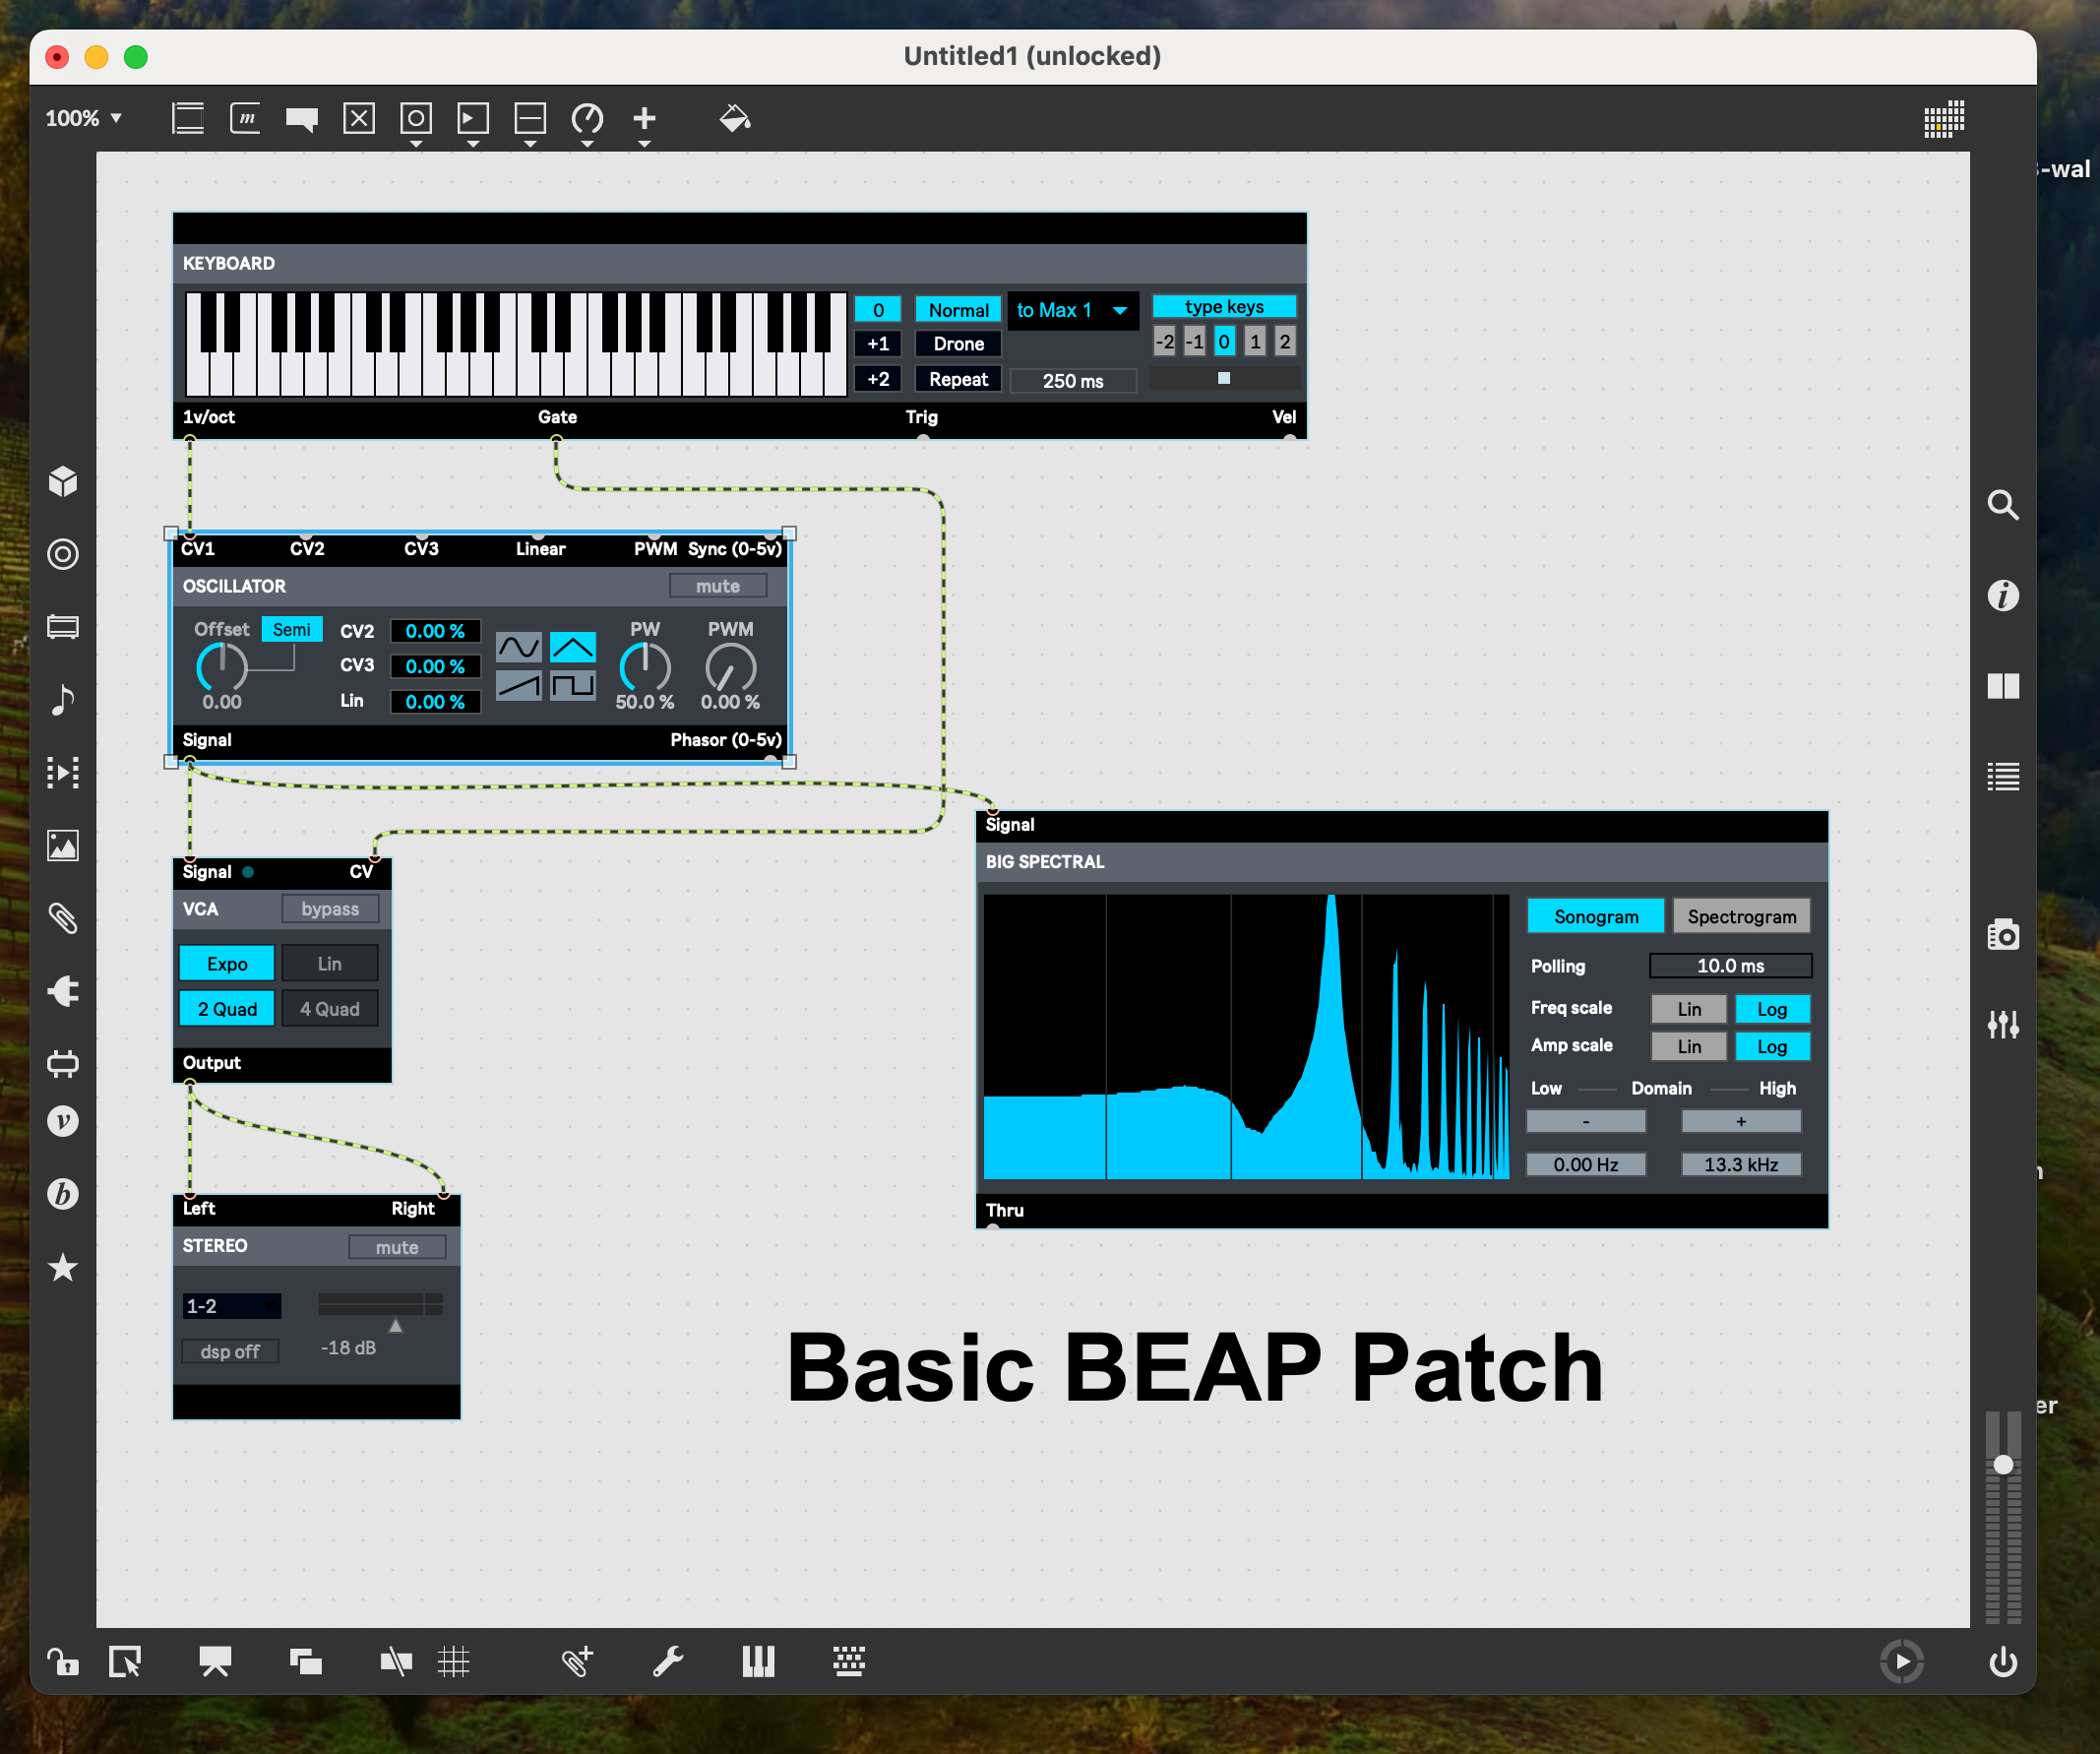 Untitled1 (unlocked)
100%
m
-wal
KEYBOARD
0 Normal to Max 1 type keys
+1 Drone -2 -1 0 1 2
+2 Repeat 250 ms
1v/oct Gate Trig Vel
CV1 CV2 CV3 Linear PWM Sync (0-5v)
OSCILLATOR mute
Offset Semi CV2 0.00 % PW PWM
CV3 0.00 %
0.00 Lin 0.00 % 50.0 % 0.00 %
Signal Phasor (0-5v)
Signal
BIG SPECTRAL
Sonogram Spectrogram
Polling 10.0 ms
Freq scale Lin Log
Amp scale Lin Log
Low Domain High
- +
0.00 Hz 13.3 kHz
Thru
Signal CV
VCA bypass
Expo Lin
2 Quad 4 Quad
Output
Left Right
STEREO mute
1-2
dsp off -18 dB
Basic BEAP Patch
er
i
v
b